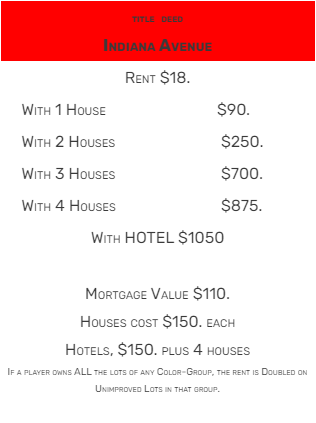 TITLE DEED
INDIANA AVENUE
RENT $18.
WITH 1 HOUSE $90.
WITH 2 HOUSES $250.
WITH 3 HOUSES $700.
WITH 4 HOUSES $875.
WITH HOTEL $1050
MORTGAGE VALUE $110.
HOUSES COST $150. EACH
HOTELS, $150. PLUS 4 HOUSES
IF A PLAYER OWNS ALL THE LOTS OF ANY COLOR-GROUP, THE RENT IS DOUBLED ON
UNIMPROVED LOTS IN THAT GROUP.